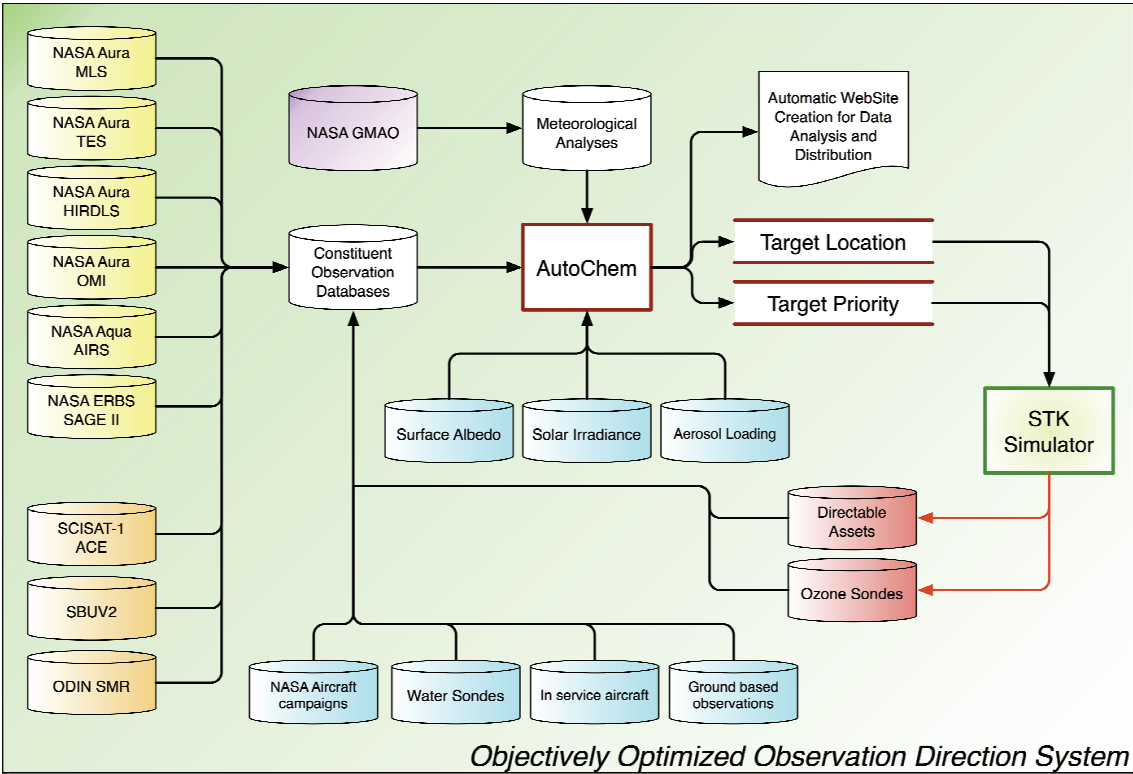 NASA Aura
MLS
NASA Aura
TES
NASA Aura
HIRDLS
NASA Aura
OMI
NASA Aqua
AIRS
NASA ERBS
SAGE II
SCISAT-1
ACE
SBUV2
ODIN SMR
NASA GMAO
Meteorological
Analyses
Automatic WebSite
Creation for Data
Analysis and
Distribution
Constituent
Observation
Databases
AutoChem
Target Location
Target Priority
Surface Albedo
Solar Irradiance
Aerosol Loading
STK
Simulator
Directable
Assets
Ozone Sondes
NASA Aircraft
campaigns
Water Sondes
In service aircraft
Ground based
observations
Objectively Optimized Observation Direction System